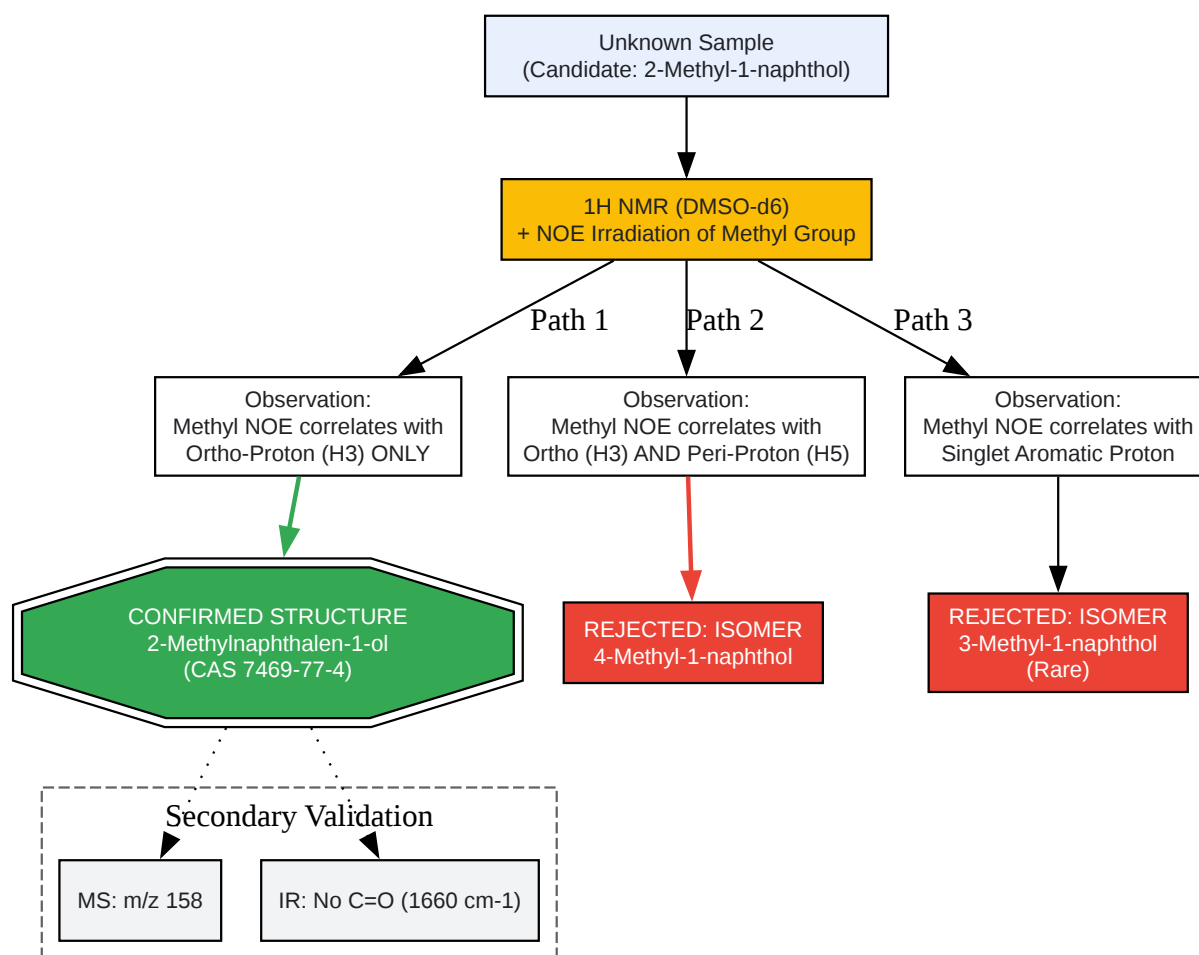 Unknown Sample
(Candidate: 2-Methyl-1-naphthol)
1H NMR (DMSO-d6)
+ NOE Irradiation of Methyl Group
Path 1
Path 2
Path 3
Observation:
Methyl NOE correlates with
Ortho-Proton (H3) ONLY
Observation:
Methyl NOE correlates with
Ortho (H3) AND Peri-Proton (H5)
Observation:
Methyl NOE correlates with
Singlet Aromatic Proton
CONFIRMED STRUCTURE
2-Methylnaphthalen-1-ol
(CAS 7469-77-4)
REJECTED: ISOMER
4-Methyl-1-naphthol
REJECTED: ISOMER
3-Methyl-1-naphthol
(Rare)
Secondary Validation
MS: m/z 158
IR: No C=O (1660 cm-1)